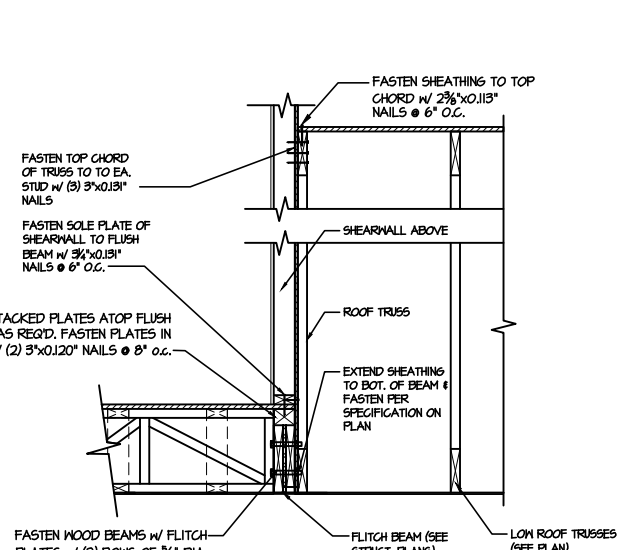 FASTEN SHEATHING TO TOP
CHORD W/ 2⅜"x0.113"
NAILS @ 6" O.C.
FASTEN TOP CHORD
OF TRUSS TO TO EA.
STUD W/ (3) 3"x0.131"
NAILS
FASTEN SOLE PLATE OF
SHEARWALL TO FLUSH
BEAM W/ 3¼"x0.131"
NAILS @ 6" O.C.
SHEARWALL ABOVE
ROOF TRUSS
TACKED PLATES ATOP FLUSH
AS REQ'D. FASTEN PLATES IN
(2) 3"x0.120" NAILS @ 8" o.c.
EXTEND SHEATHING
TO BOT. OF BEAM &
FASTEN PER
SPECIFICATION ON
PLAN
FASTEN WOOD BEAMS W/ FLITCH
FLITCH BEAM (SEE
STRUCT. PLANS)
LOW ROOF TRUSSES
(SEE PLAN)